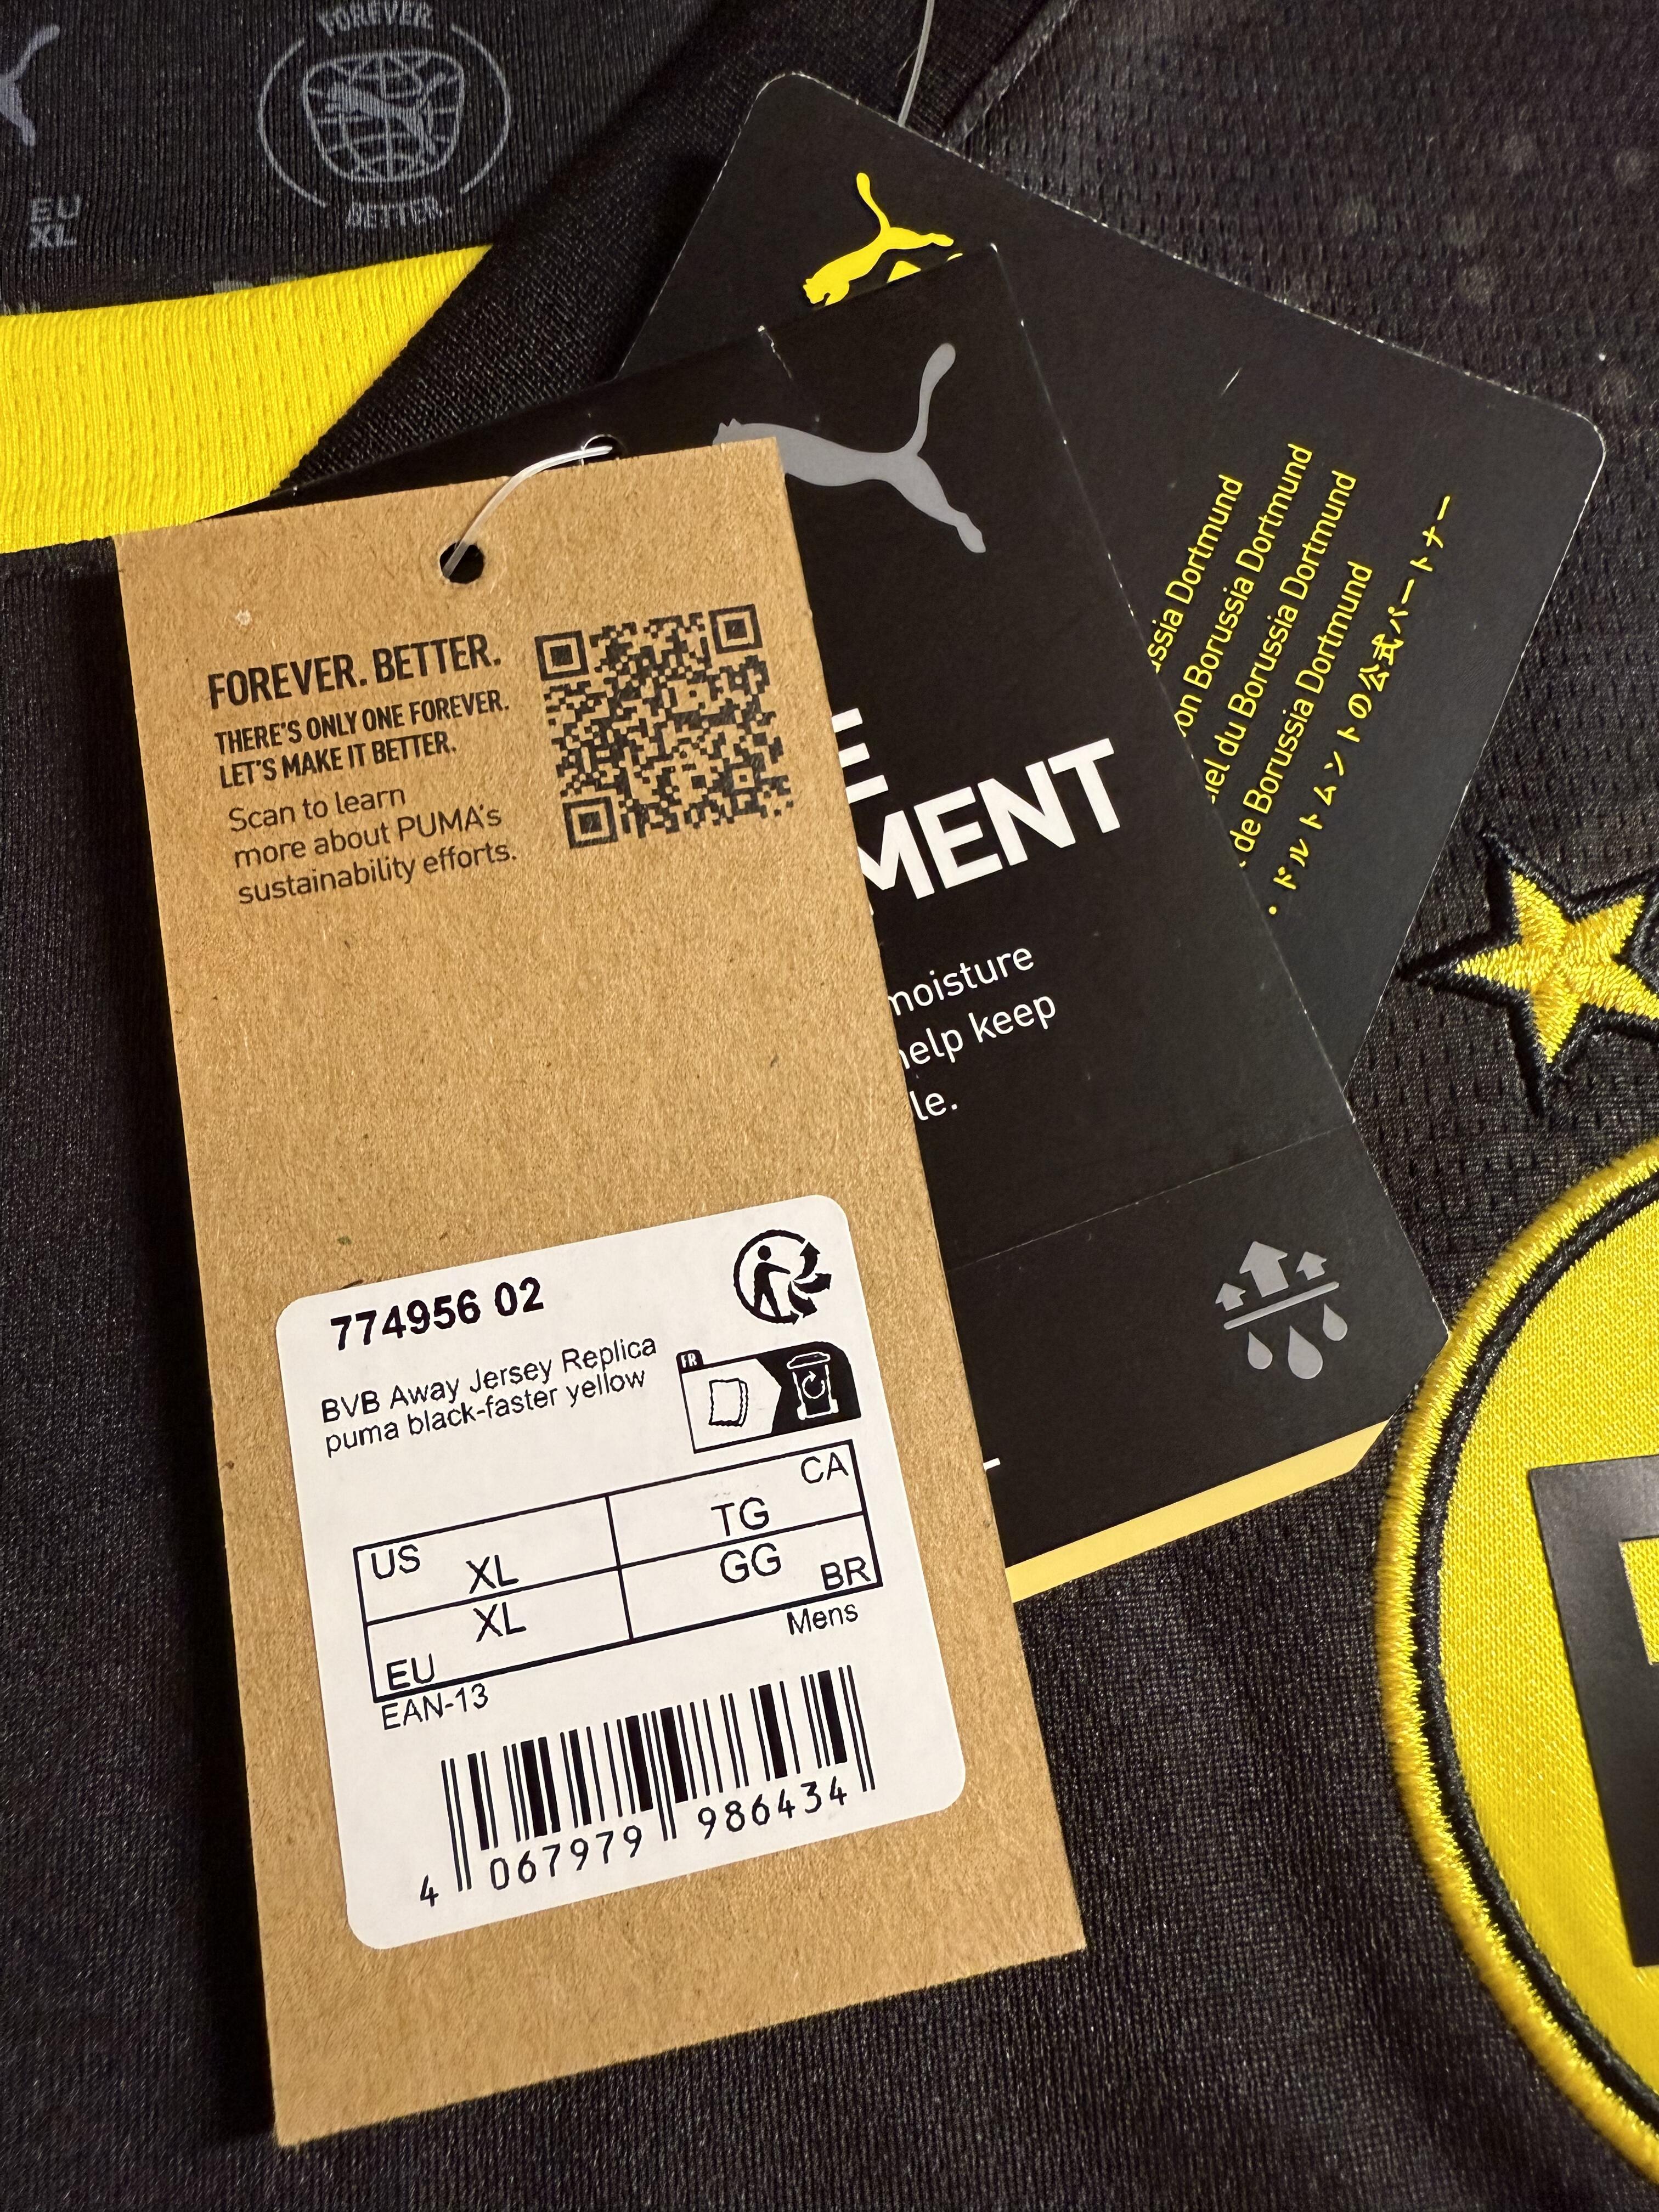 FOREVER.
BETTER.
EU
XL
FOREVER. BETTER.
THERE'S ONLY ONE FOREVER.
LET'S MAKE IT BETTER.
Scan to learn
more about PUMA's
sustainability efforts.
774956 02
BVB Away Jersey Replica
puma black-faster yellow
FR
US XL
TG CA
XL EU
GG BR
Mens
EAN-13
4 067979 986434
E
MENT
moisture
help keep
le.
ssia Dortmund
on Borussia Dortmund
iel du Borussia Dortmund
de Borussia Dortmund
・ドルトムントの公式パートナー